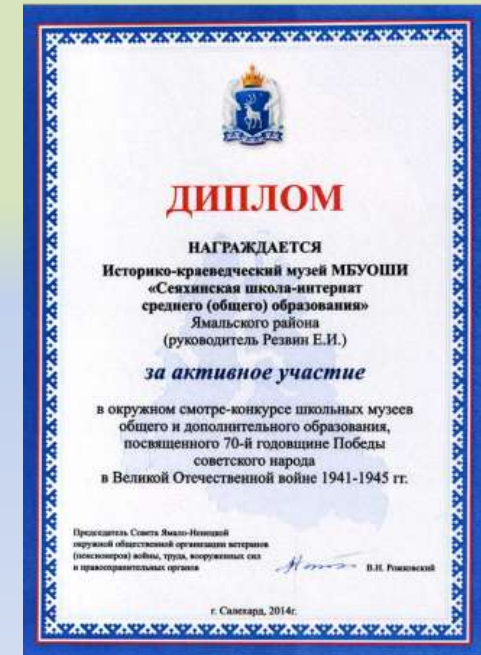 ДИПЛОМ
НАГРАЖДАЕТСЯ
Историко-краеведческий музей МБУОШИ
«Сеяхинская школа-интернат
среднего (общего) образования»
Ямальского района
(руководитель Резвин Е.И.)
за активное участие
в окружном смотре-конкурсе школьных музеев
общего и дополнительного образования,
посвященного 70-й годовщине Победы
советского народа
в Великой Отечественной войне 1941-1945 гг.
Председатель Совета Ямало-Ненецкой
окружной общественной организации ветеранов
(пенсионеров) войны, труда, вооруженных сил
и правоохранительных органов
В.И. Рожковский
г. Салехард, 2014г.